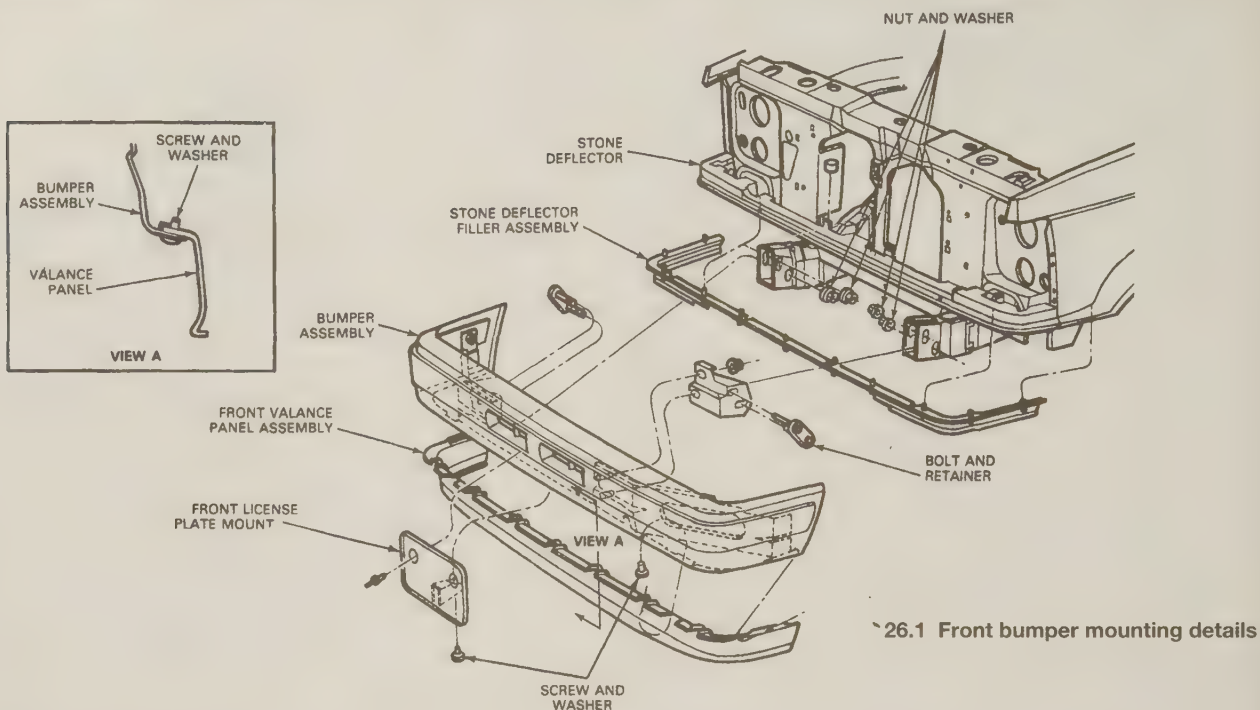 NUT AND WASHER
SCREW AND
WASHER
BUMPER
ASSEMBLY
VALANCE
PANEL
VIEW A
STONE
DEFLECTOR
STONE DEFLECTOR
FILLER ASSEMBLY
BUMPER
ASSEMBLY
FRONT VALANCE
PANEL ASSEMBLY
FRONT LICENSE
PLATE MOUNT
BOLT AND
RETAINER
VIEW A
SCREW AND
WASHER
26.1 Front bumper mounting details